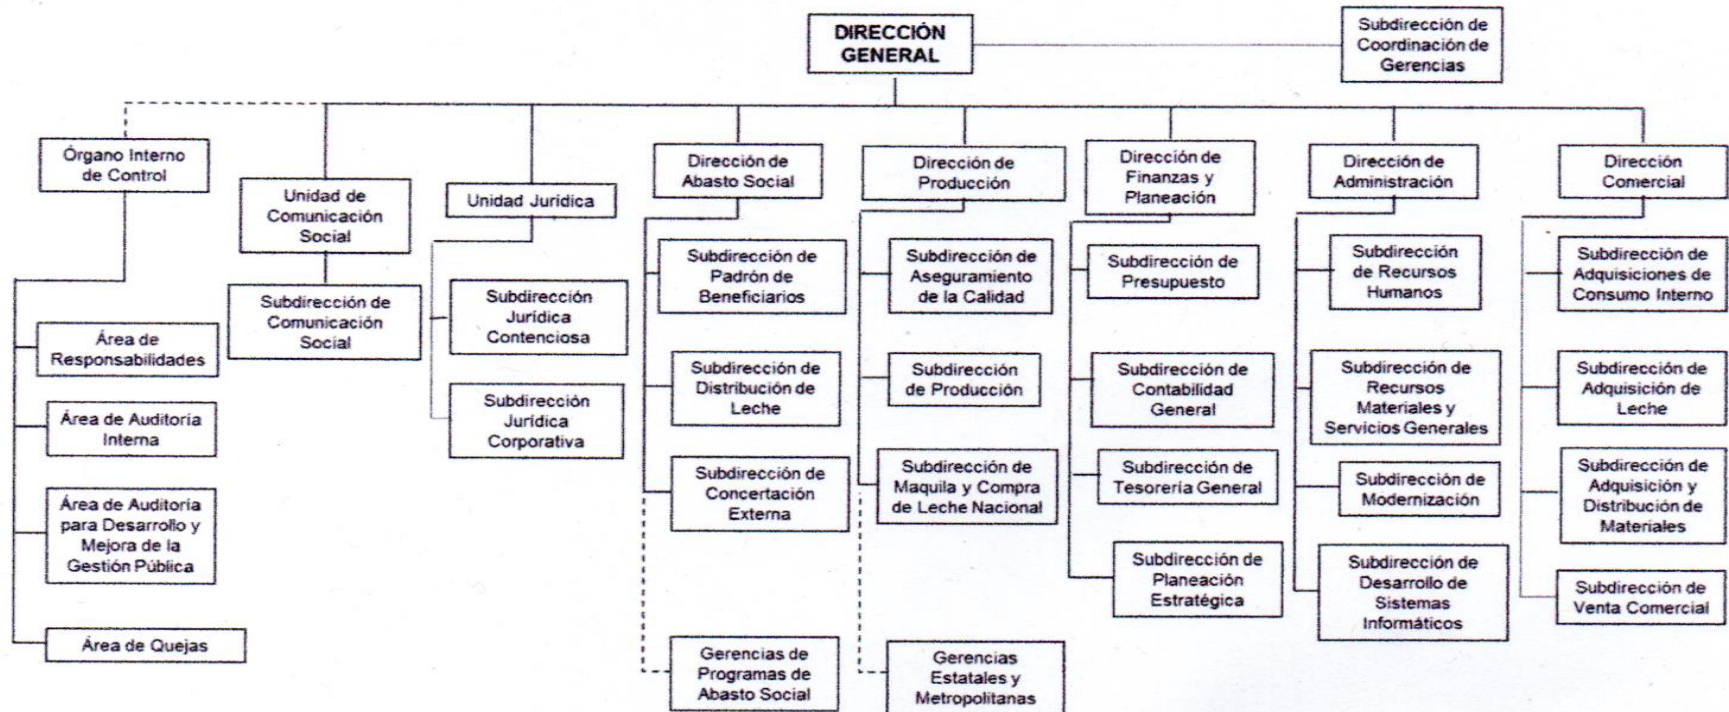 DIRECCIÓN
GENERAL
Subdirección de
Coordinación de
Gerencias
Órgano Interno
de Control
Área de
Responsabilidades
Área de Auditoría
Interna
Área de Auditoría
para Desarrollo y
Mejora de la
Gestión Pública
Área de Quejas
Unidad de
Comunicación
Social
Subdirección de
Comunicación
Social
Unidad Jurídica
Subdirección
Jurídica
Contenciosa
Subdirección
Jurídica
Corporativa
Dirección de
Abasto Social
Subdirección de
Padrón de
Beneficiarios
Subdirección de
Distribución de
Leche
Subdirección de
Concertación
Externa
Gerencias de
Programas de
Abasto Social
Dirección de
Producción
Subdirección de
Aseguramiento
de la Calidad
Subdirección
de Producción
Subdirección de
Maquila y Compra
de Leche Nacional
Gerencias
Estatales y
Metropolitanas
Dirección de
Finanzas y
Planeación
Subdirección de
Presupuesto
Subdirección de
Contabilidad
General
Subdirección de
Tesorería General
Subdirección de
Planeación
Estratégica
Dirección de
Administración
Subdirección
de Recursos
Humanos
Subdirección de
Recursos
Materiales y
Servicios Generales
Subdirección de
Modernización
Subdirección de
Desarrollo de
Sistemas
Informáticos
Dirección
Comercial
Subdirección de
Adquisiciones de
Consumo Interno
Subdirección de
Adquisición de
Leche
Subdirección de
Adquisición y
Distribución de
Materiales
Subdirección de
Venta Comercial